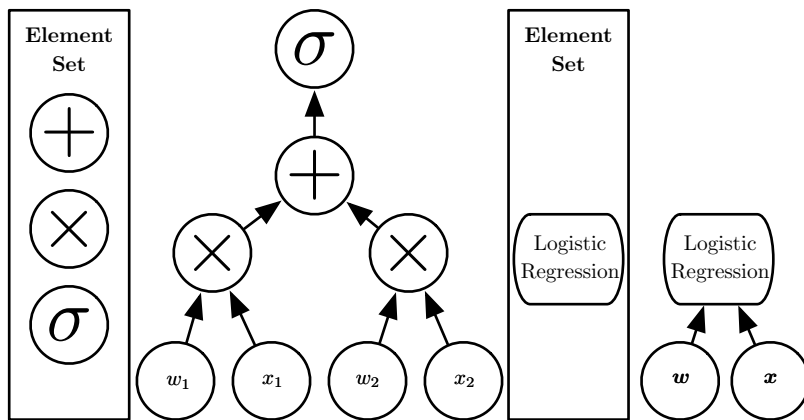 Element
Set
+
×
σ
σ
+
×
×
w₁
x₁
w₂
x₂
Element
Set
Logistic
Regression
Logistic
Regression
w
x